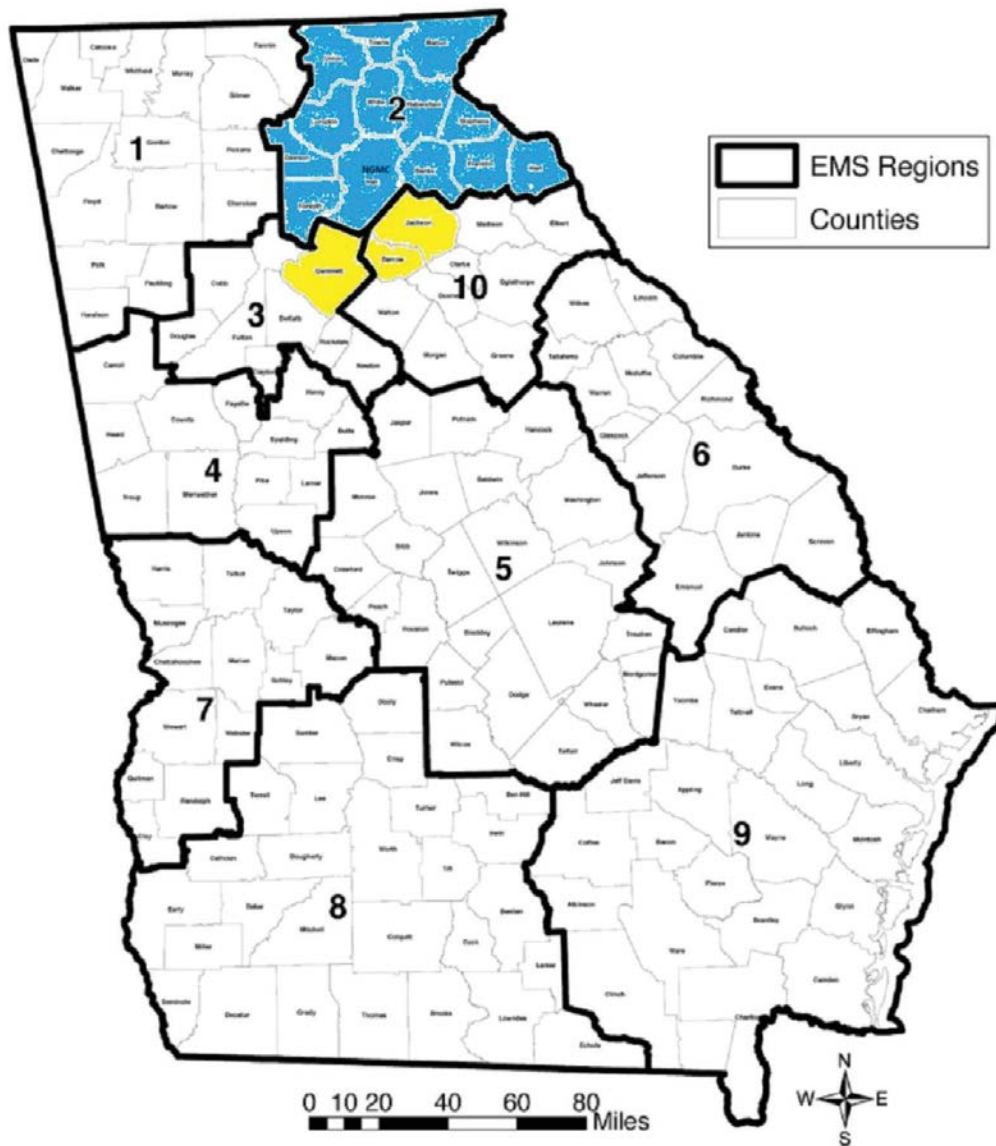 Dade
Catoosa
Fannin
Walker
Whitfield
Murray
Gilmer
Chattooga
Gordon
Pickens
1
Floyd
Bartow
Cherokee
Polk
Paulding
Haralson
Towns
White
2
Habersham
Stephens
Dawson
NGMC
Hall
Banks
Franklin
Hart
Forsyth
EMS Regions
Counties
Jackson
Madison
Elbert
Barrow
Clarke
Oglethorpe
10
Walton
Morgan
Greene
Gwinnett
Cobb
3
DeKalb
Douglas
Fulton
Rockdale
Clayton
Newton
Wilkes
Lincoln
Taliaferro
Columbia
McDuffie
Warren
Richmond
Glascock
6
Jefferson
Burke
Jenkins
Screven
Emanuel
Carroll
Fayette
Henry
Coweta
Heard
Spalding
Butts
4
Troup
Meriwether
Pike
Lamar
Upson
Jasper
Putnam
Hancock
Baldwin
Monroe
Jones
Washington
Bibb
Wilkinson
Crawford
Twiggs
5
Johnson
Peach
Houston
Bleckley
Laurens
Treutlen
Pulaski
Dodge
Wheeler
Montgomery
Wilcox
Telfair
Harris
Talbot
Taylor
Muscogee
Chattahoochee
Marion
Macon
Schley
7
Stewart
Webster
Quitman
Randolph
Clay
Dooly
Sumter
Crisp
Terrell
Lee
Turner
Ben Hill
Worth
Irwin
Calhoun
Dougherty
Tift
Early
Baker
8
Mitchell
Berrien
Miller
Colquitt
Cook
Lanier
Seminole
Decatur
Grady
Thomas
Brooks
Lowndes
Echols
Candler
Bulloch
Effingham
Toombs
Evans
Tattnall
Bryan
Chatham
Liberty
Long
Jeff Davis
Appling
9
Wayne
McIntosh
Coffee
Bacon
Pierce
Atkinson
Brantley
Glynn
Ware
Clinch
Camden
N
W E
S
0 10 20 40 60 80
Miles